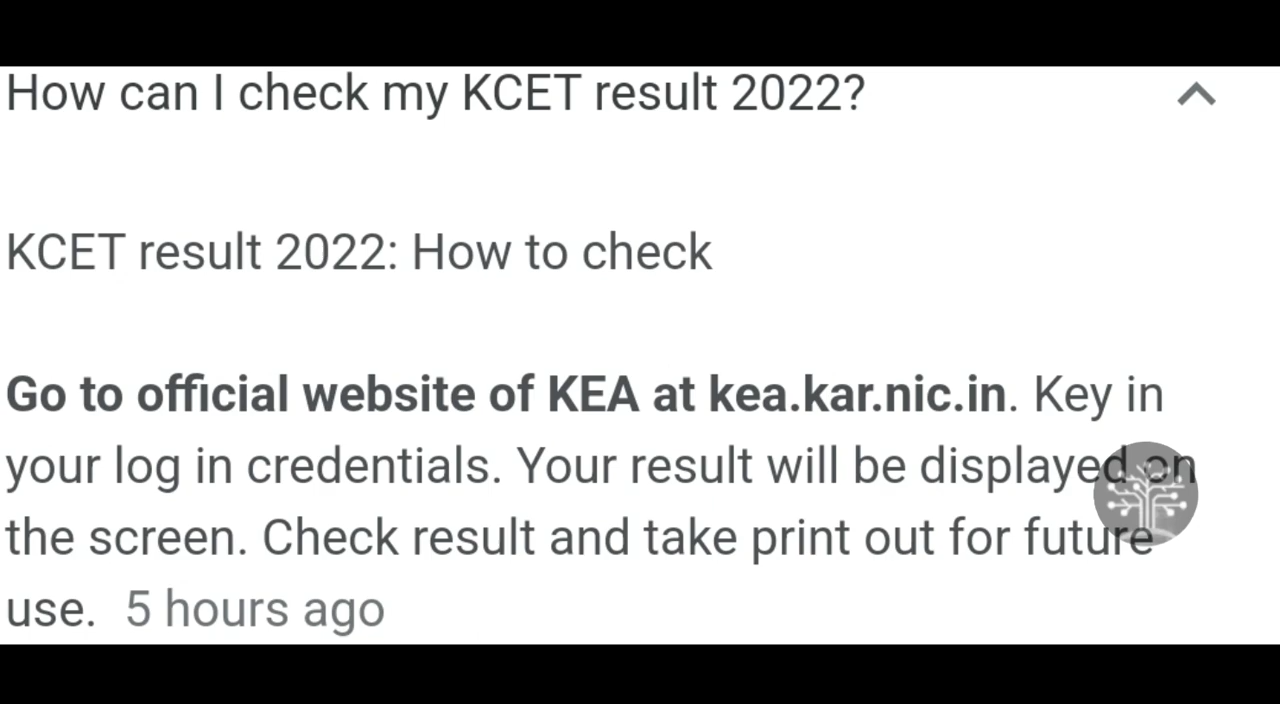 How can I check my KCET result 2022?
KCET result 2022: How to check
Go to official website of KEA at kea.kar.nic.in. Key in
your log in credentials. Your result will be displayed on
the screen. Check result and take print out for future
use. 5 hours ago